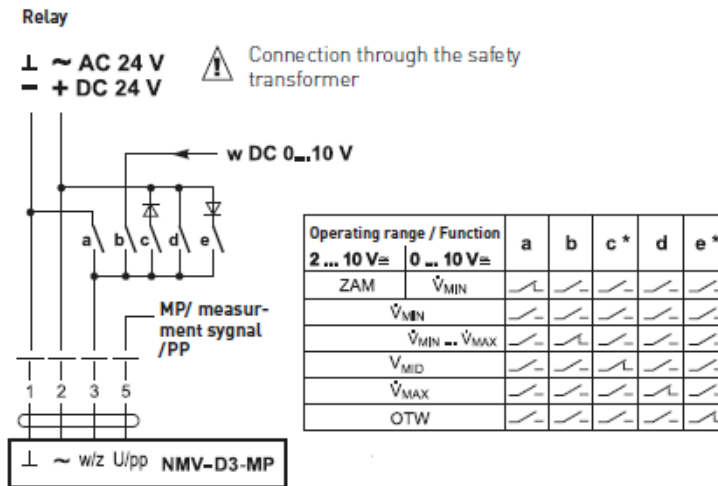 Relay
⊥ ~ AC 24 V
− + DC 24 V
Connection through the safety
transformer
w DC 0...10 V
a b c d e
MP/ measur-
ment sygnal
/PP
1 2 3 5
⊥ ~ w/z U/pp NMV-D3-MP
Operating range / Function a b c* d e*
2 ... 10 V≅ 0 ... 10 V≅
ZAM V̇MIN
V̇MIN
V̇MIN ... V̇MAX
VMID
V̇MAX
OTW